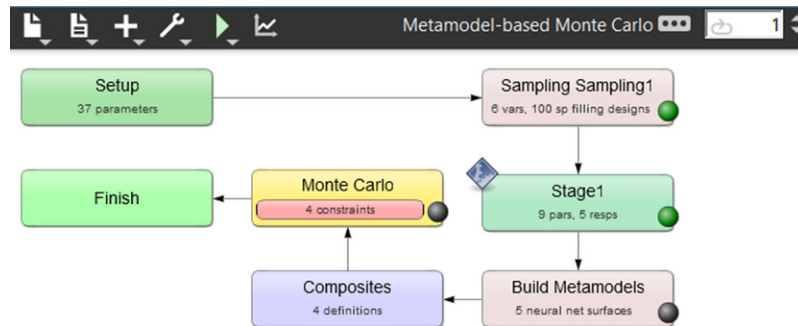 Metamodel-based Monte Carlo
1
Setup
37 parameters
Sampling Sampling1
6 vars, 100 sp filling designs
Finish
Monte Carlo
4 constraints
Stage1
9 pars, 5 resps
Composites
4 definitions
Build Metamodels
5 neural net surfaces